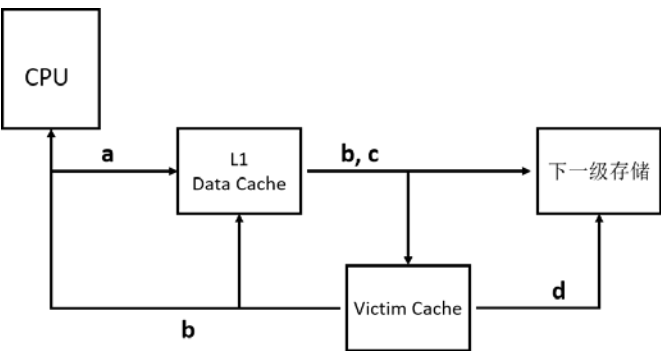 CPU
a
L1
Data Cache
b, c
下一级存储
Victim Cache
d
b